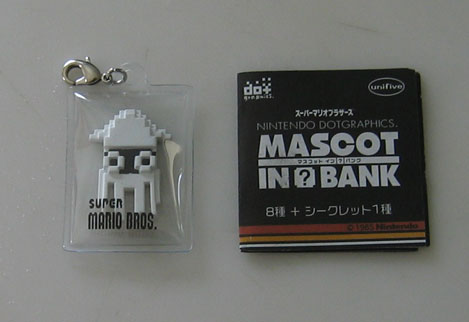 SUPER
MARIO BROS.
dot
graphics.
unifive
スーパーマリオブラザーズ
NINTENDO DOTGRAPHICS.
MASCOT
マスコット イン ? バンク
IN ? BANK
8種 + シークレット1種
© 1985 Nintendo